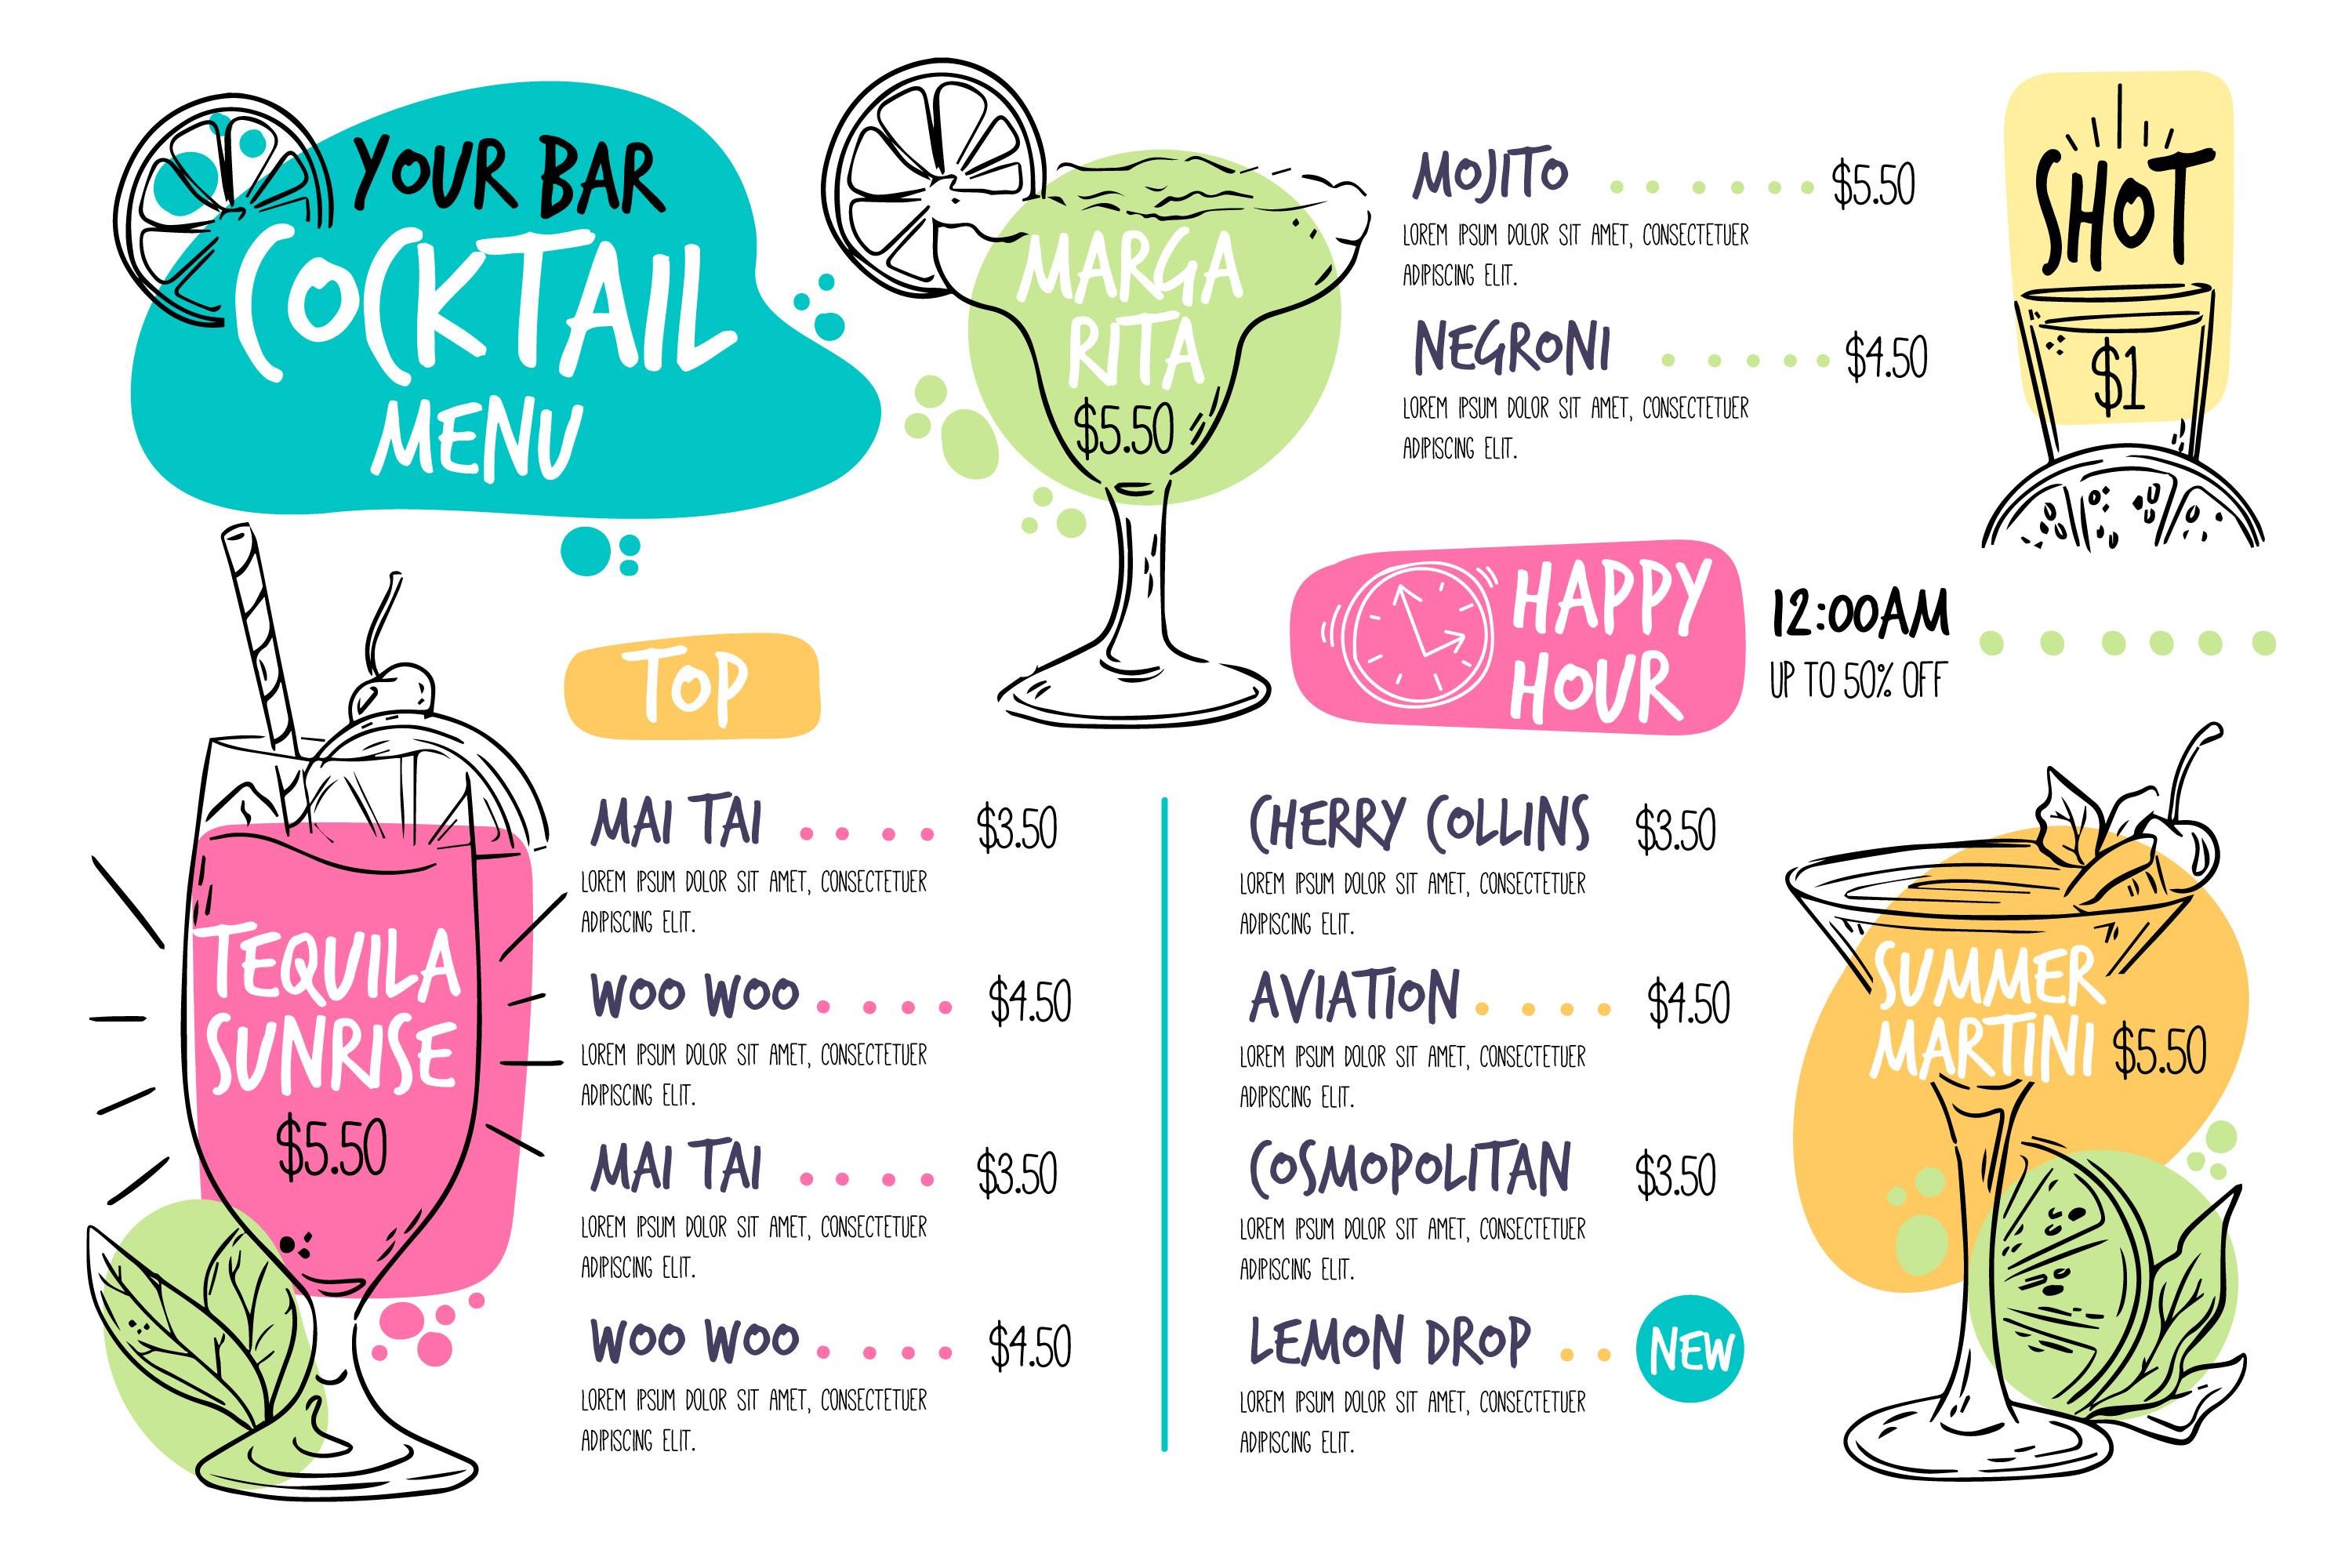 YOUR BAR
COCKTAIL
MENU
MARGA
RITA
$5.50
MOJITO $5.50
LOREM IPSUM DOLOR SIT AMET, CONSECTETUER
ADIPISCING ELIT.
NEGRONI $4.50
LOREM IPSUM DOLOR SIT AMET, CONSECTETUER
ADIPISCING ELIT.
SHOT
$1
HAPPY
HOUR
12:00AM
UP TO 50% OFF
TEQUILA
SUNRISE
$5.50
TOP
MAI TAI $3.50
LOREM IPSUM DOLOR SIT AMET, CONSECTETUER
ADIPISCING ELIT.
WOO WOO $4.50
LOREM IPSUM DOLOR SIT AMET, CONSECTETUER
ADIPISCING ELIT.
MAI TAI $3.50
LOREM IPSUM DOLOR SIT AMET, CONSECTETUER
ADIPISCING ELIT.
WOO WOO $4.50
LOREM IPSUM DOLOR SIT AMET, CONSECTETUER
ADIPISCING ELIT.
CHERRY COLLINS $3.50
LOREM IPSUM DOLOR SIT AMET, CONSECTETUER
ADIPISCING ELIT.
AVIATION $4.50
LOREM IPSUM DOLOR SIT AMET, CONSECTETUER
ADIPISCING ELIT.
COSMOPOLITAN $3.50
LOREM IPSUM DOLOR SIT AMET, CONSECTETUER
ADIPISCING ELIT.
LEMON DROP NEW
LOREM IPSUM DOLOR SIT AMET, CONSECTETUER
ADIPISCING ELIT.
SUMMER
MARTINI $5.50